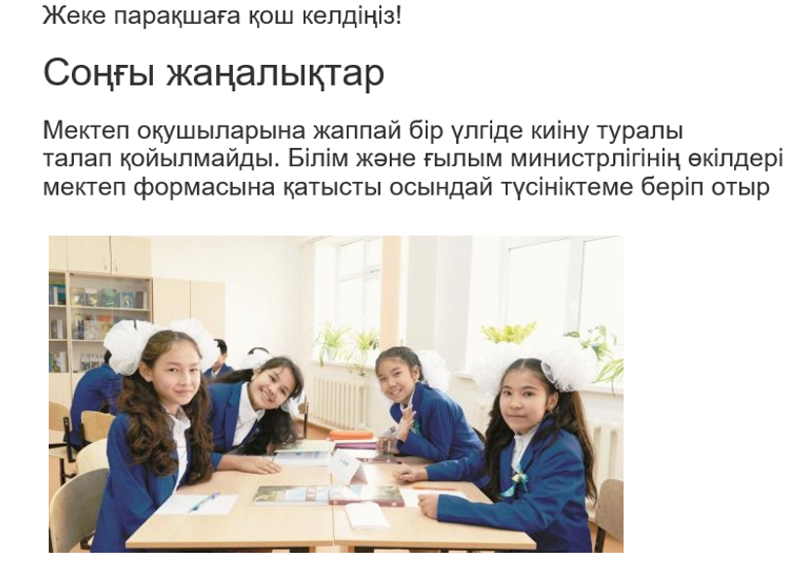 Жеке парақшаға қош келдіңіз!
Соңғы жаңалықтар
Мектеп оқушыларына жаппай бір үлгіде киіну туралы
талап қойылмайды. Білім және ғылым министрлігінің өкілдері
мектеп формасына қатысты осындай түсініктеме беріп отыр